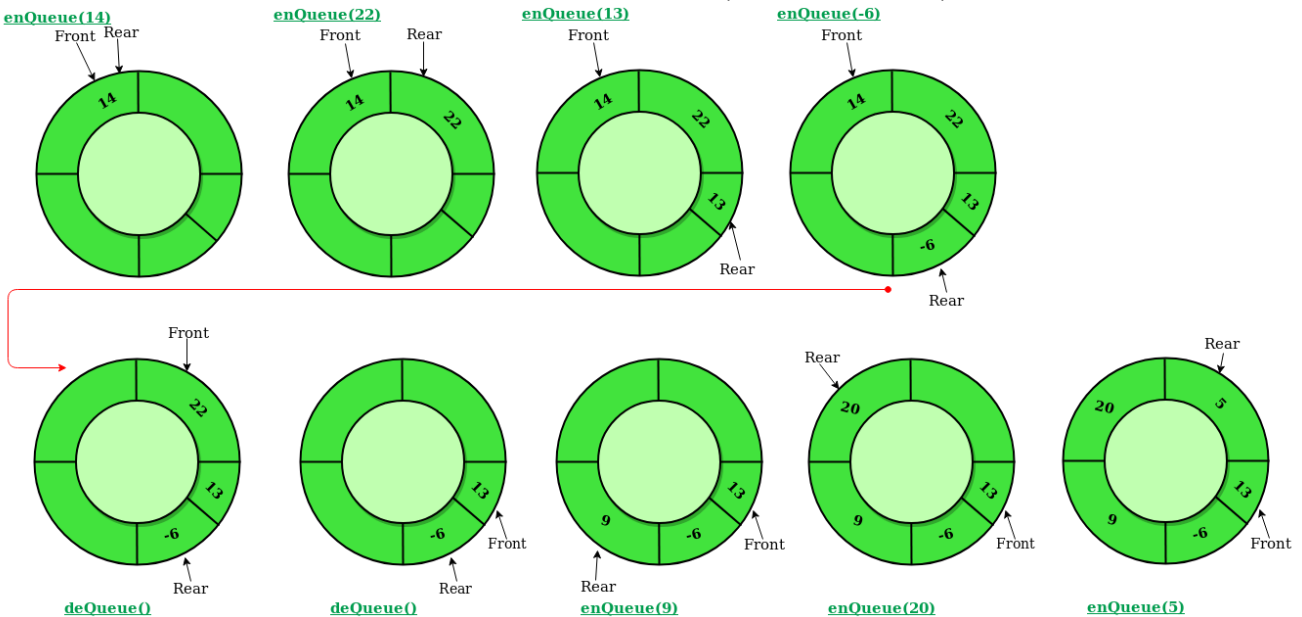 enQueue(14)
enQueue(22)
enQueue(13)
enQueue(-6)
Front
Rear
Front
Rear
Front
Front
14
14
22
14
22
13
Rear
14
22
13
-6
Rear
Front
22
13
-6
Rear
13
-6
Front
Rear
13
-6
9
Front
Rear
Rear
20
13
-6
9
Front
Rear
20
5
13
-6
9
Front
deQueue()
deQueue()
enQueue(9)
enQueue(20)
enQueue(5)